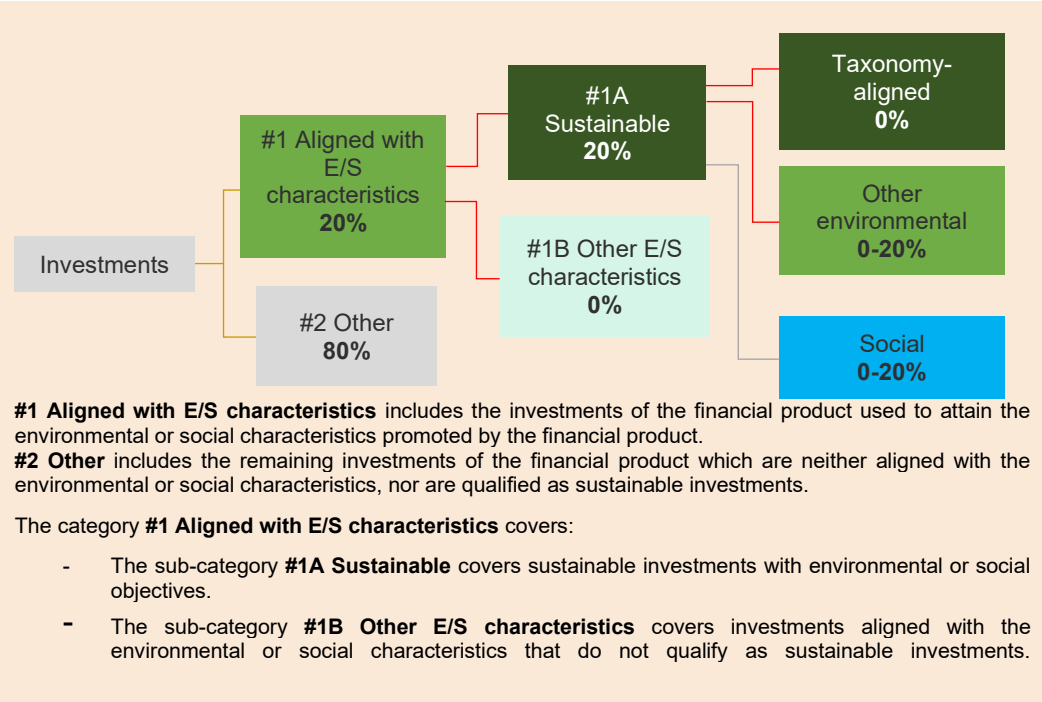 Investments
#1 Aligned with
E/S
characteristics
20%
#2 Other
80%
#1A
Sustainable
20%
#1B Other E/S
characteristics
0%
Taxonomy-
aligned
0%
Other
environmental
0-20%
Social
0-20%
#1 Aligned with E/S characteristics includes the investments of the financial product used to attain the
environmental or social characteristics promoted by the financial product.
#2 Other includes the remaining investments of the financial product which are neither aligned with the
environmental or social characteristics, nor are qualified as sustainable investments.
The category #1 Aligned with E/S characteristics covers:
- The sub-category #1A Sustainable covers sustainable investments with environmental or social
objectives.
- The sub-category #1B Other E/S characteristics covers investments aligned with the
environmental or social characteristics that do not qualify as sustainable investments.